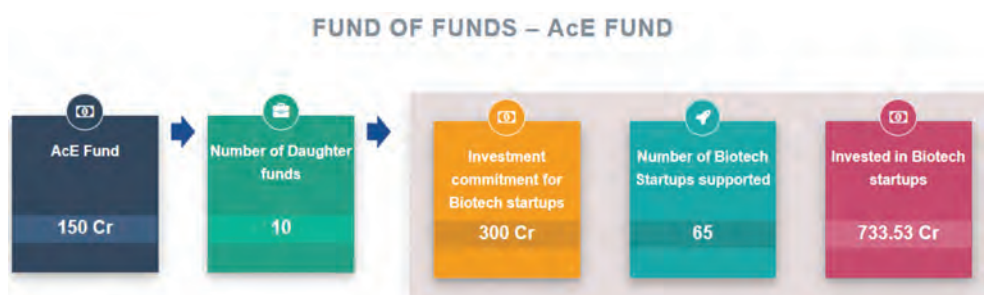 FUND OF FUNDS – AcE FUND
AcE Fund
150 Cr
Number of Daughter
funds
10
Investment
commitment for
Biotech startups
300 Cr
Number of Biotech
Startups supported
65
Invested in Biotech
startups
733.53 Cr